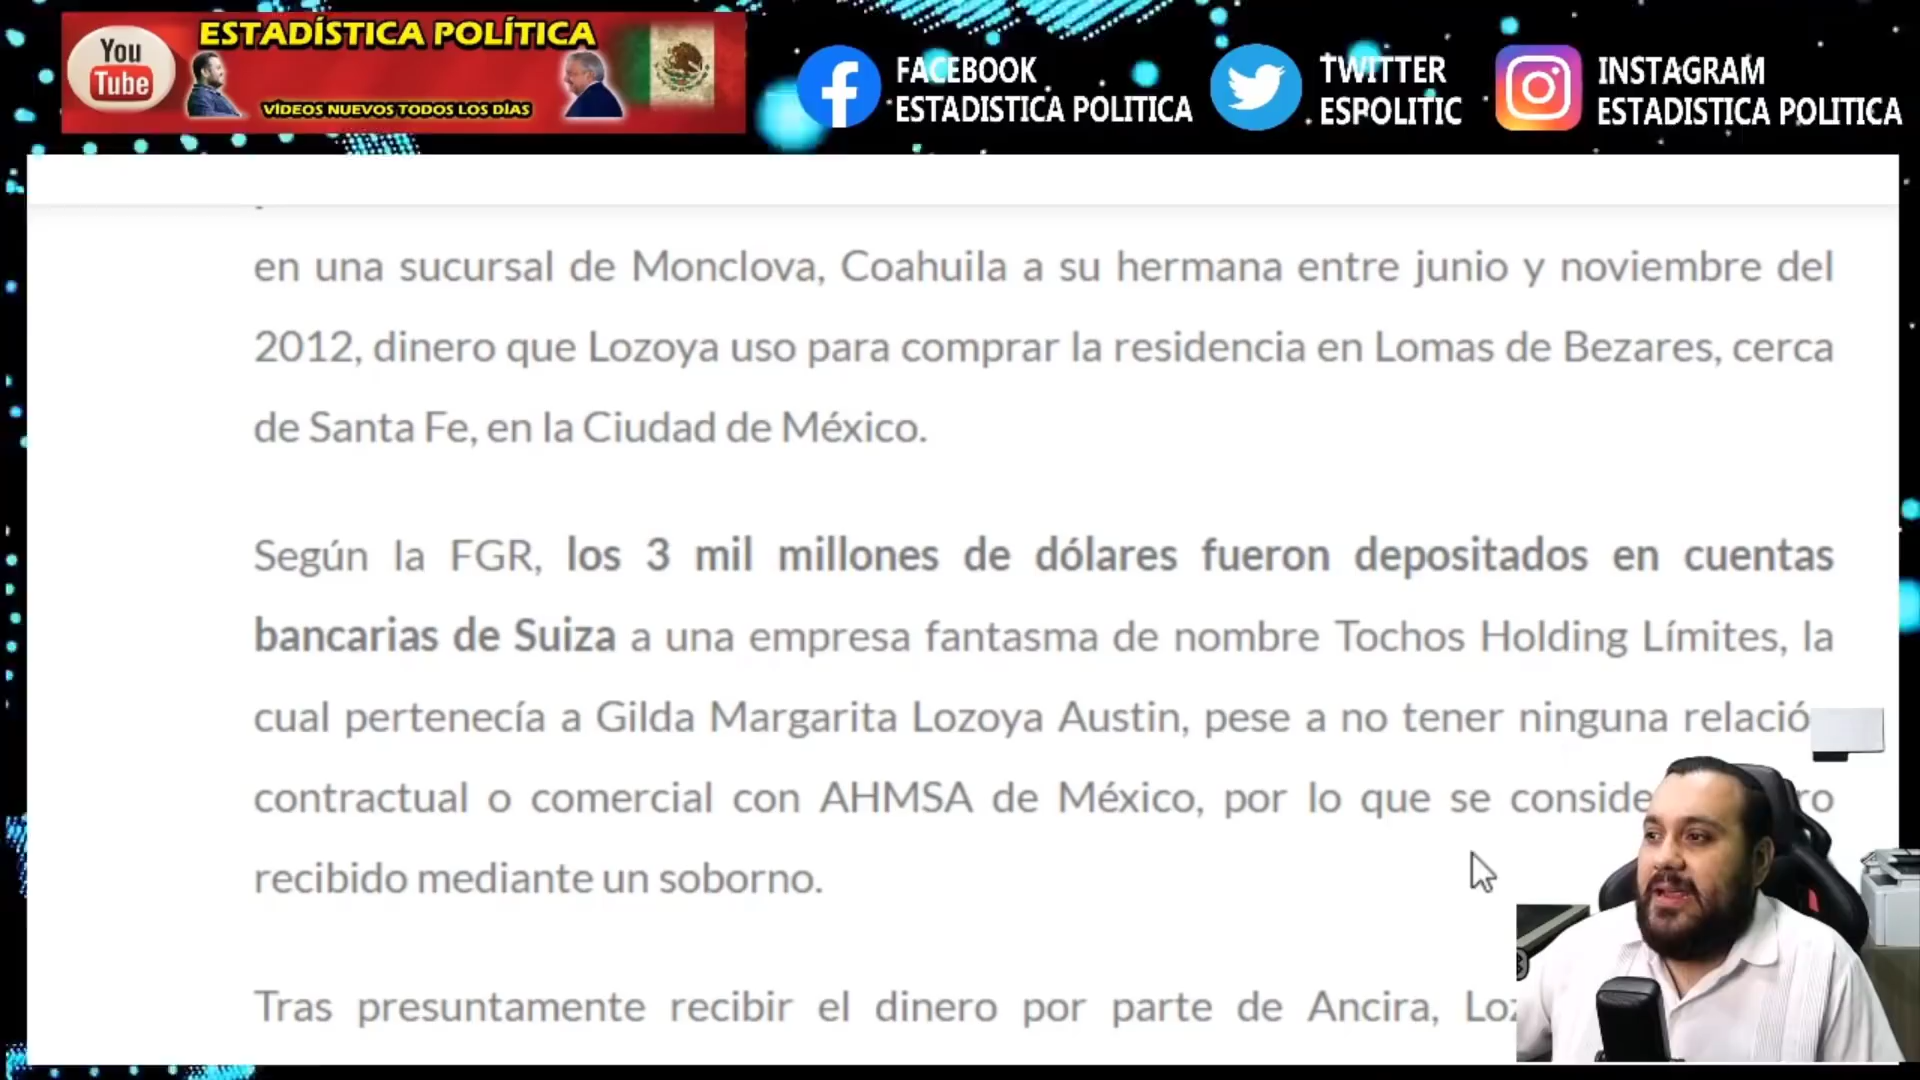 You
Tube
ESTADÍSTICA POLÍTICA
VÍDEOS NUEVOS TODOS LOS DÍAS
FACEBOOK
ESTADISTICA POLITICA
TWITTER
ESPOLITIC
INSTAGRAM
ESTADISTICA POLITICA
en una sucursal de Monclova, Coahuila a su hermana entre junio y noviembre del
2012, dinero que Lozoya uso para comprar la residencia en Lomas de Bezares, cerca
de Santa Fe, en la Ciudad de México.
Según la FGR, los 3 mil millones de dólares fueron depositados en cuentas
bancarias de Suiza a una empresa fantasma de nombre Tochos Holding Límites, la
cual pertenecía a Gilda Margarita Lozoya Austin, pese a no tener ninguna relació
contractual o comercial con AHMSA de México, por lo que se conside ro
recibido mediante un soborno.
Tras presuntamente recibir el dinero por parte de Ancira, Loz